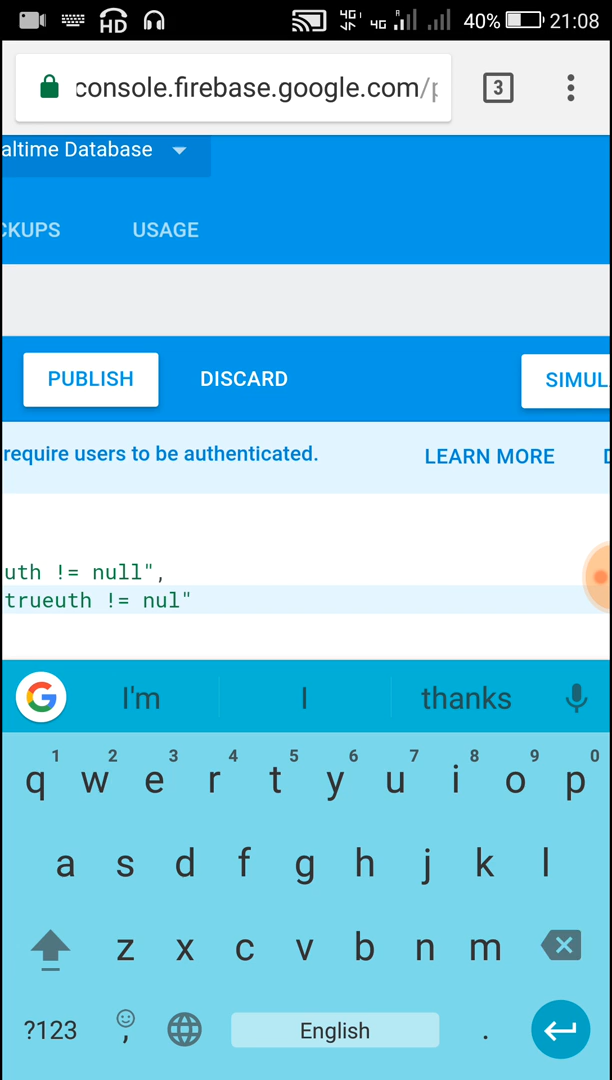 HD 4G 4G R 40% 21:08
console.firebase.google.com/p 3
altime Database
CKUPS USAGE
PUBLISH DISCARD SIMUL
require users to be authenticated. LEARN MORE D
uth != null",
trueuth != nul"
G I'm I thanks
1 2 3 4 5 6 7 8 9 0
q w e r t y u i o p
a s d f g h j k l
z x c v b n m
?123 , English .